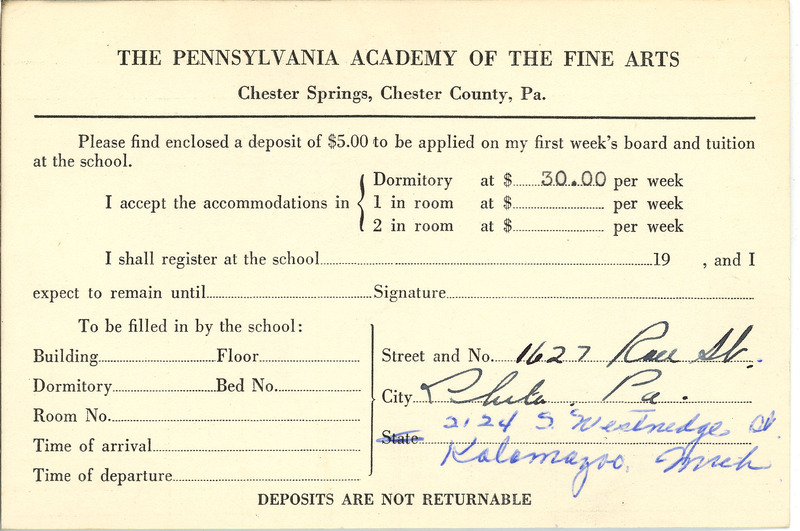 THE PENNSYLVANIA ACADEMY OF THE FINE ARTS
Chester Springs, Chester County, Pa.
Please find enclosed a deposit of $5.00 to be applied on my first week's board and tuition
at the school.
Dormitory at $ 30.00 per week
I accept the accommodations in { 1 in room at $ per week
2 in room at $ per week
I shall register at the school 19 , and I
expect to remain until Signature
To be filled in by the school:
Building Floor
Dormitory Bed No.
Room No.
Time of arrival
Time of departure
Street and No. 1627 Race St.
City Phila. Pa.
State 2124 S. Westnedge St.
Kalamazoo, Mich
DEPOSITS ARE NOT RETURNABLE